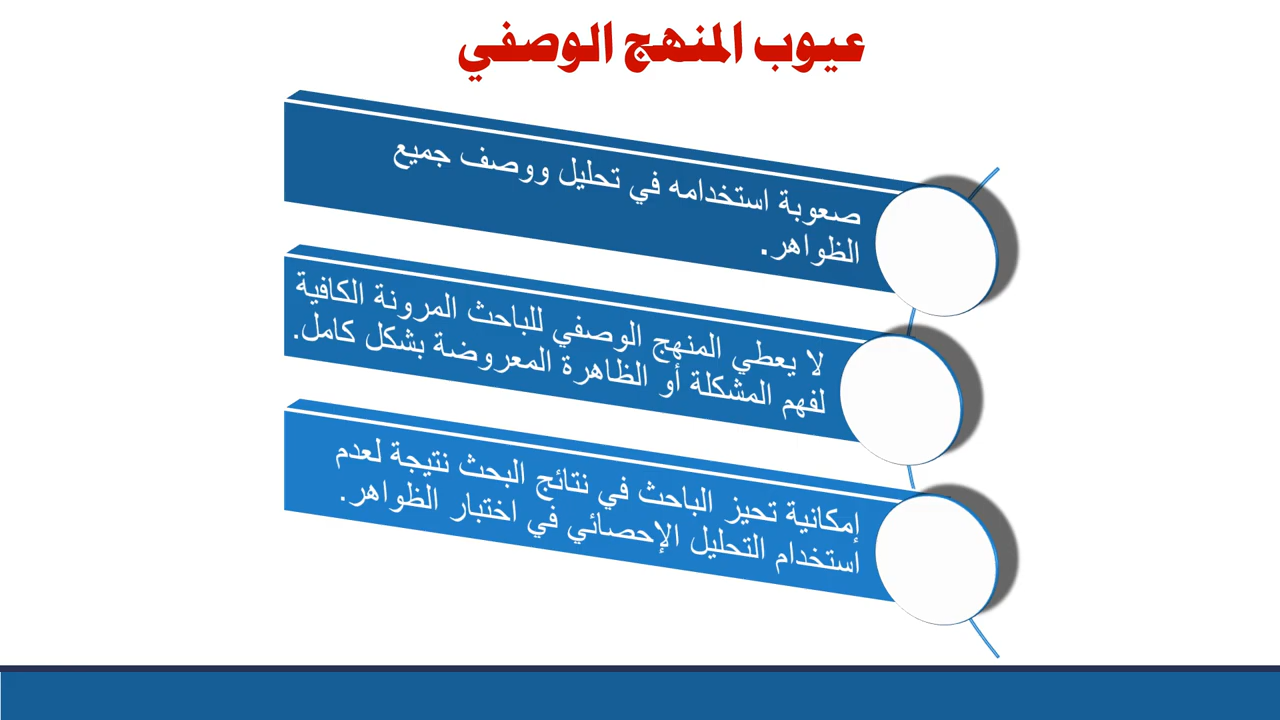 عيوب المنهج الوصفي
صعوبة استخدامه في تحليل ووصف جميع
الظواهر.
لا يعطي المنهج الوصفي للباحث المرونة الكافية
لفهم المشكلة أو الظاهرة المعروضة بشكل كامل.
إمكانية تحيز الباحث في نتائج البحث نتيجة لعدم
استخدام التحليل الإحصائي في اختبار الظواهر.